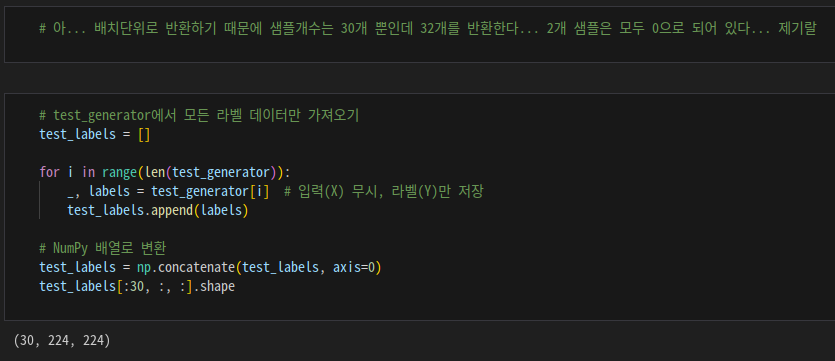 # 아... 배치단위로 반환하기 때문에 샘플개수는 30개 뿐인데 32개를 반환한다... 2개 샘플은 모두 0으로 되어 있다... 제기랄
# test_generator에서 모든 라벨 데이터만 가져오기
test_labels = []
for i in range(len(test_generator)):
_, labels = test_generator[i]  # 입력(X) 무시, 라벨(Y)만 저장
test_labels.append(labels)
# NumPy 배열로 변환
test_labels = np.concatenate(test_labels, axis=0)
test_labels[:30, :, :].shape
(30, 224, 224)